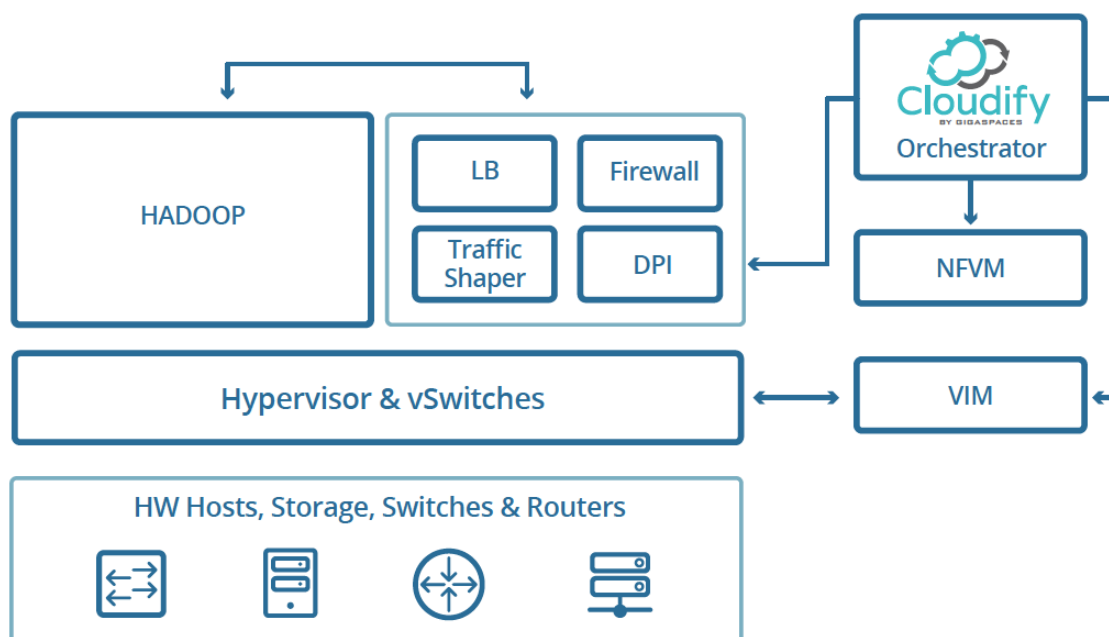 Cloudify
BY GIGASPACES
Orchestrator
LB
Firewall
HADOOP
Traffic
Shaper
DPI
NFVM
Hypervisor & vSwitches
VIM
HW Hosts, Storage, Switches & Routers